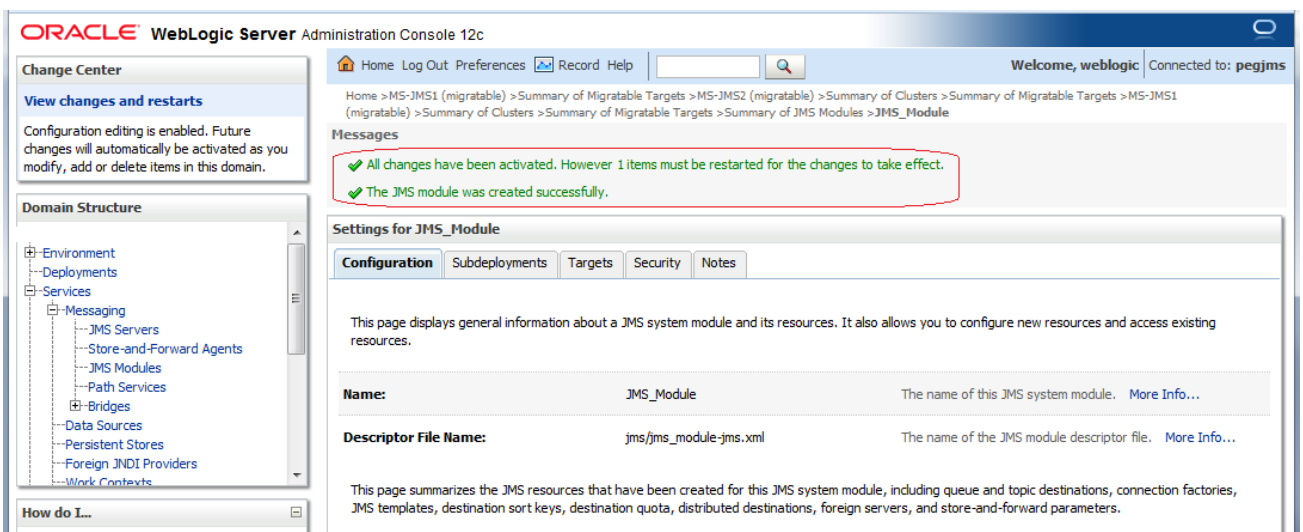 ORACLE WebLogic Server Administration Console 12c
Change Center
View changes and restarts
Configuration editing is enabled. Future
changes will automatically be activated as you
modify, add or delete items in this domain.
Domain Structure
Environment
Deployments
Services
Messaging
JMS Servers
Store-and-Forward Agents
JMS Modules
Path Services
Bridges
Data Sources
Persistent Stores
Foreign JNDI Providers
Work Contexts
How do I...
Home Log Out Preferences Record Help
Welcome, weblogic Connected to: pegjms
Home >MS-JMS1 (migratable) >Summary of Migratable Targets >MS-JMS2 (migratable) >Summary of Clusters >Summary of Migratable Targets >MS-JMS1
(migratable) >Summary of Clusters >Summary of Migratable Targets >Summary of JMS Modules >JMS_Module
Messages
All changes have been activated. However 1 items must be restarted for the changes to take effect.
The JMS module was created successfully.
Settings for JMS_Module
Configuration Subdeployments Targets Security Notes
This page displays general information about a JMS system module and its resources. It also allows you to configure new resources and access existing
resources.
Name: JMS_Module The name of this JMS system module. More Info...
Descriptor File Name: jms/jms_module-jms.xml The name of the JMS module descriptor file. More Info...
This page summarizes the JMS resources that have been created for this JMS system module, including queue and topic destinations, connection factories,
JMS templates, destination sort keys, destination quota, distributed destinations, foreign servers, and store-and-forward parameters.